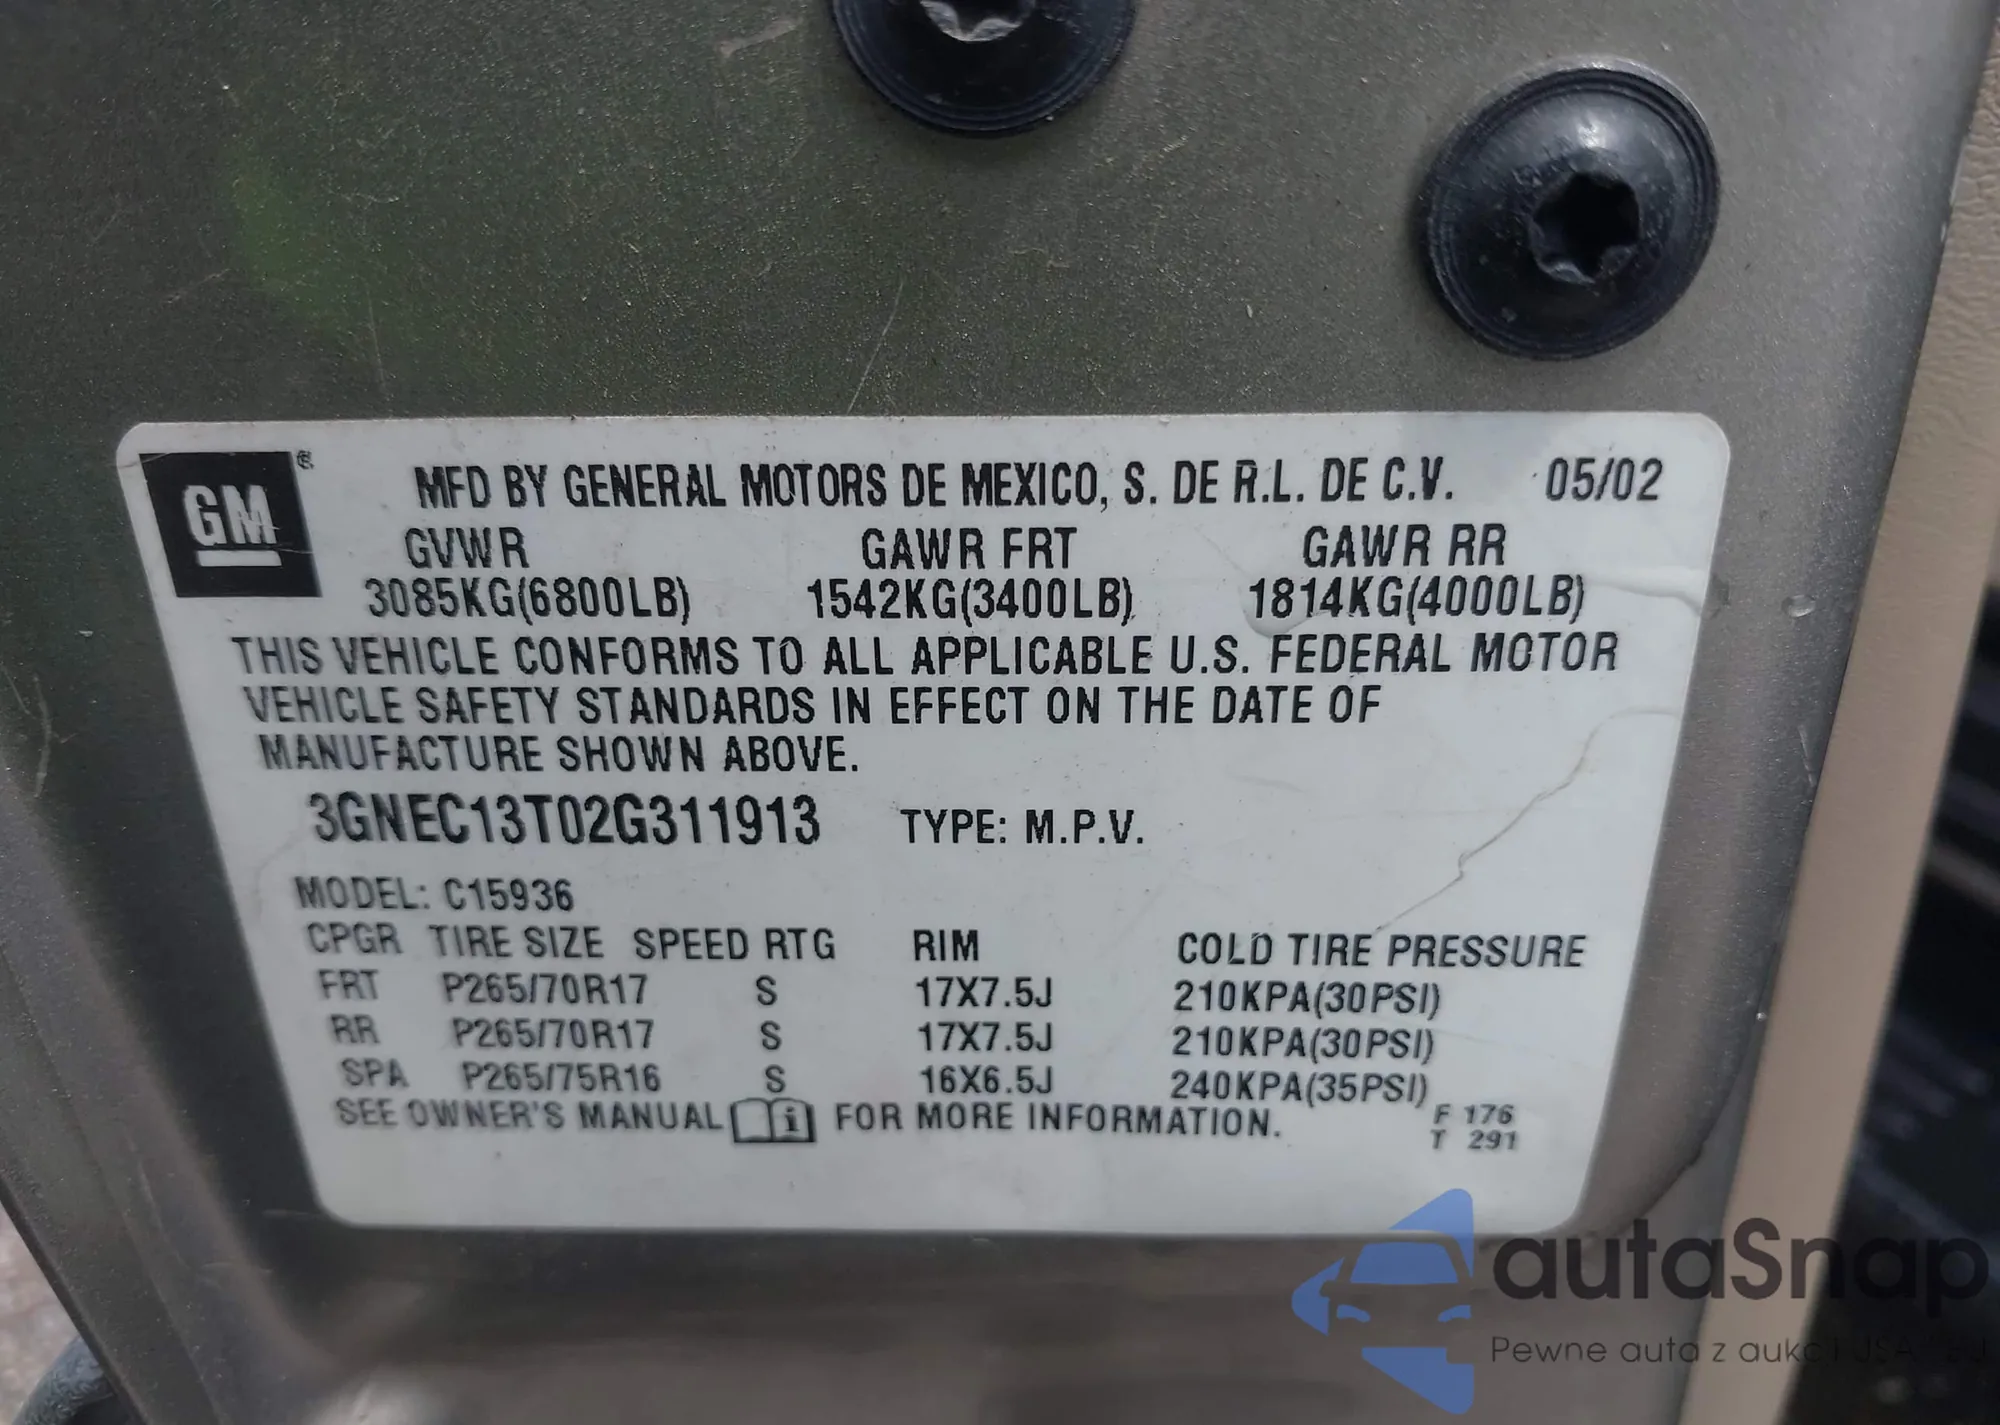 GM ®
MFD BY GENERAL MOTORS DE MEXICO, S. DE R.L. DE C.V. 05/02
GVWR GAWR FRT GAWR RR
3085KG(6800LB) 1542KG(3400LB) 1814KG(4000LB)
THIS VEHICLE CONFORMS TO ALL APPLICABLE U.S. FEDERAL MOTOR
VEHICLE SAFETY STANDARDS IN EFFECT ON THE DATE OF
MANUFACTURE SHOWN ABOVE.
3GNEC13T02G311913 TYPE: M.P.V.
MODEL: C15936
CPGR TIRE SIZE SPEED RTG RIM COLD TIRE PRESSURE
FRT P265/70R17 S 17X7.5J 210KPA(30PSI)
RR P265/70R17 S 17X7.5J 210KPA(30PSI)
SPA P265/75R16 S 16X6.5J 240KPA(35PSI)
SEE OWNER'S MANUAL i FOR MORE INFORMATION.
F 176
T 291
autaSnap
Pewne auta z